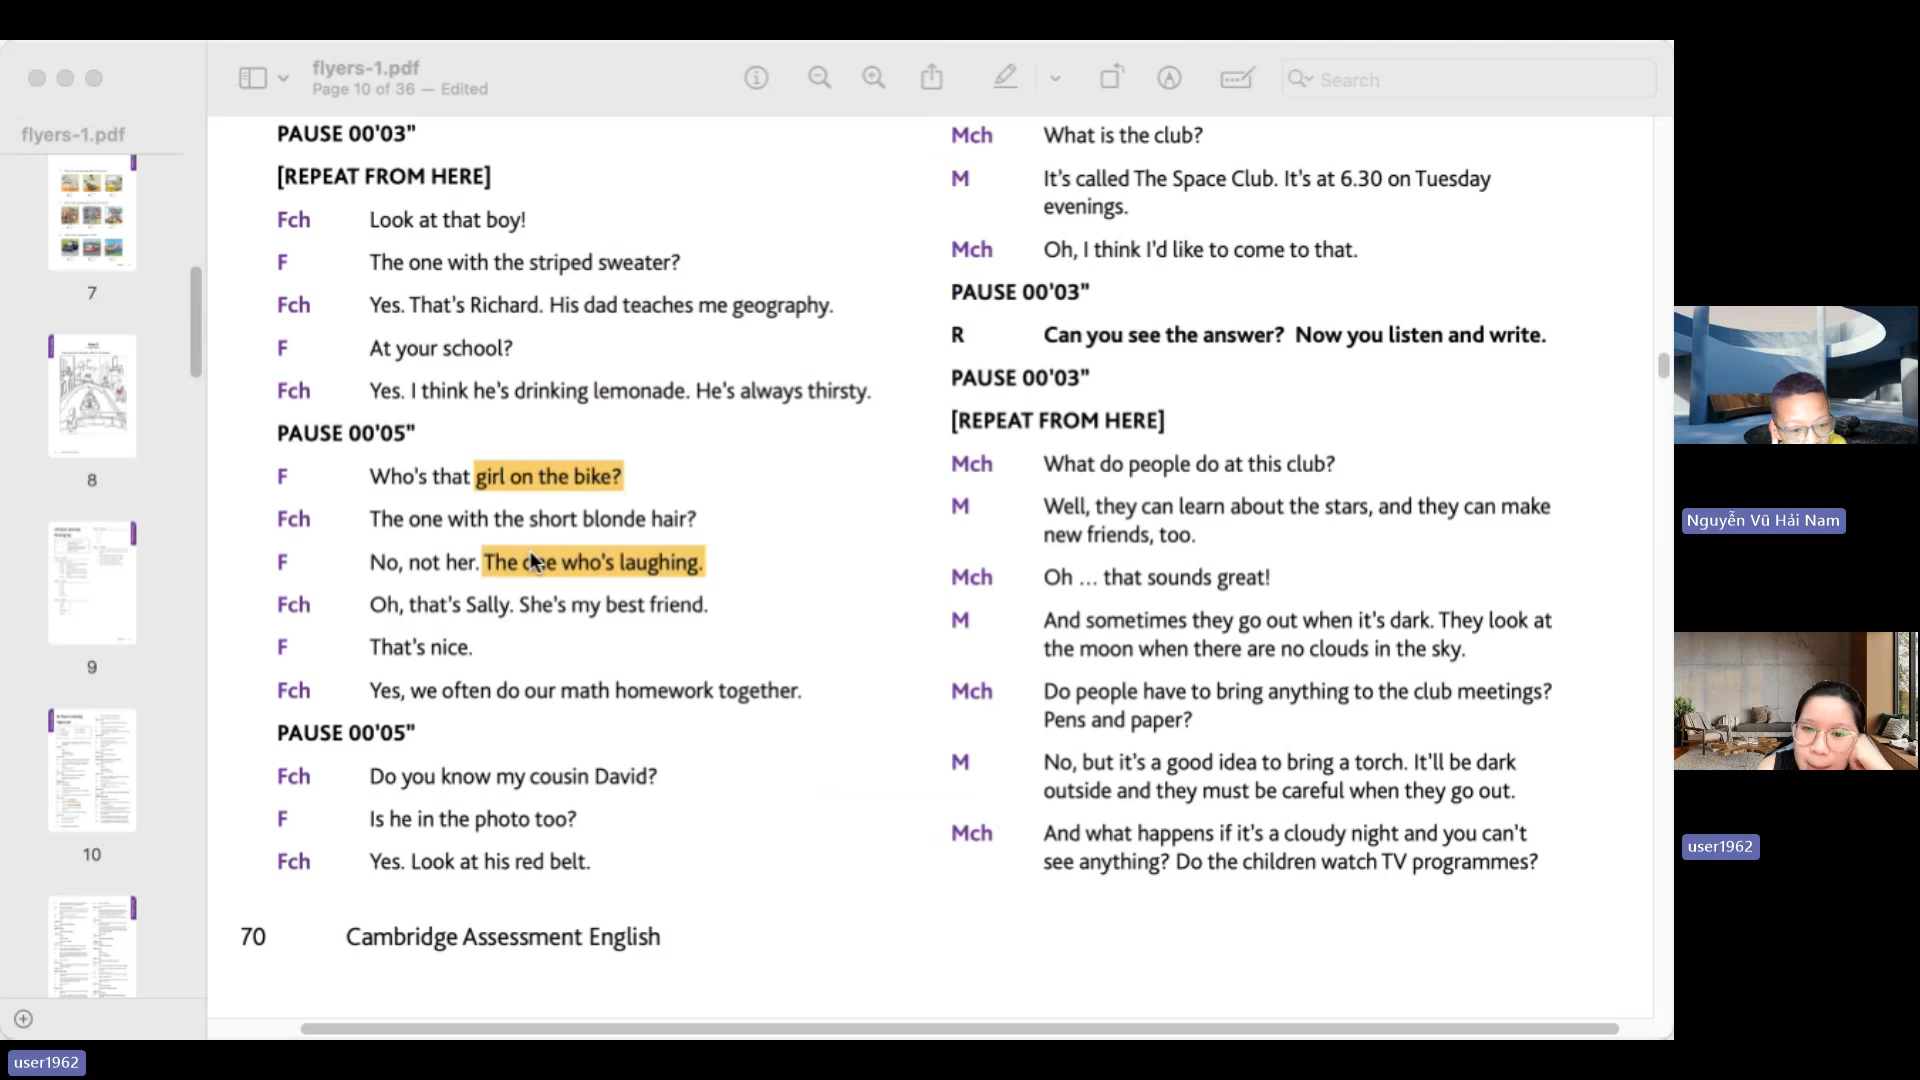 flyers-1.pdf
Page 10 of 36 — Edited
Search
flyers-1.pdf
7
8
9
10
PAUSE 00'03"
[REPEAT FROM HERE]
Fch Look at that boy!
F The one with the striped sweater?
Fch Yes. That's Richard. His dad teaches me geography.
F At your school?
Fch Yes. I think he's drinking lemonade. He's always thirsty.
PAUSE 00'05"
F Who's that girl on the bike?
Fch The one with the short blonde hair?
F No, not her. The one who's laughing.
Fch Oh, that's Sally. She's my best friend.
F That's nice.
Fch Yes, we often do our math homework together.
PAUSE 00'05"
Fch Do you know my cousin David?
F Is he in the photo too?
Fch Yes. Look at his red belt.
70 Cambridge Assessment English
Mch What is the club?
M It's called The Space Club. It's at 6.30 on Tuesday
evenings.
Mch Oh, I think I'd like to come to that.
PAUSE 00'03"
R Can you see the answer? Now you listen and write.
PAUSE 00'03"
[REPEAT FROM HERE]
Mch What do people do at this club?
M Well, they can learn about the stars, and they can make
new friends, too.
Mch Oh … that sounds great!
M And sometimes they go out when it's dark. They look at
the moon when there are no clouds in the sky.
Mch Do people have to bring anything to the club meetings?
Pens and paper?
M No, but it's a good idea to bring a torch. It'll be dark
outside and they must be careful when they go out.
Mch And what happens if it's a cloudy night and you can't
see anything? Do the children watch TV programmes?
Nguyễn Vũ Hải Nam
user1962
user1962